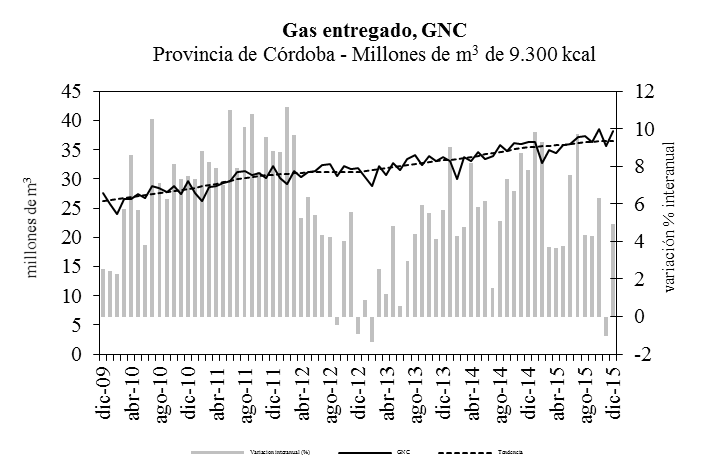 Gas entregado, GNC
Provincia de Córdoba - Millones de m³ de 9.300 kcal
45
40
35
30
25
20
15
10
5
0
millones de m³
12
10
8
6
4
2
0
-2
variación % interanual
dic-09
abr-10
ago-10
dic-10
abr-11
ago-11
dic-11
abr-12
ago-12
dic-12
abr-13
ago-13
dic-13
abr-14
ago-14
dic-14
abr-15
ago-15
dic-15
Variacion interanual (%) GNC Tendencia